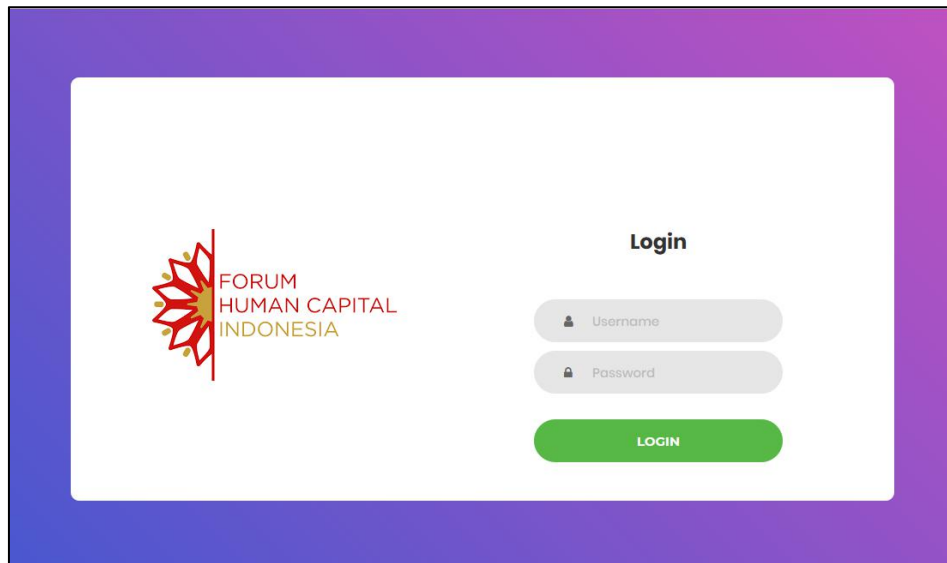 FORUM
HUMAN CAPITAL
INDONESIA
Login
Username
Password
LOGIN